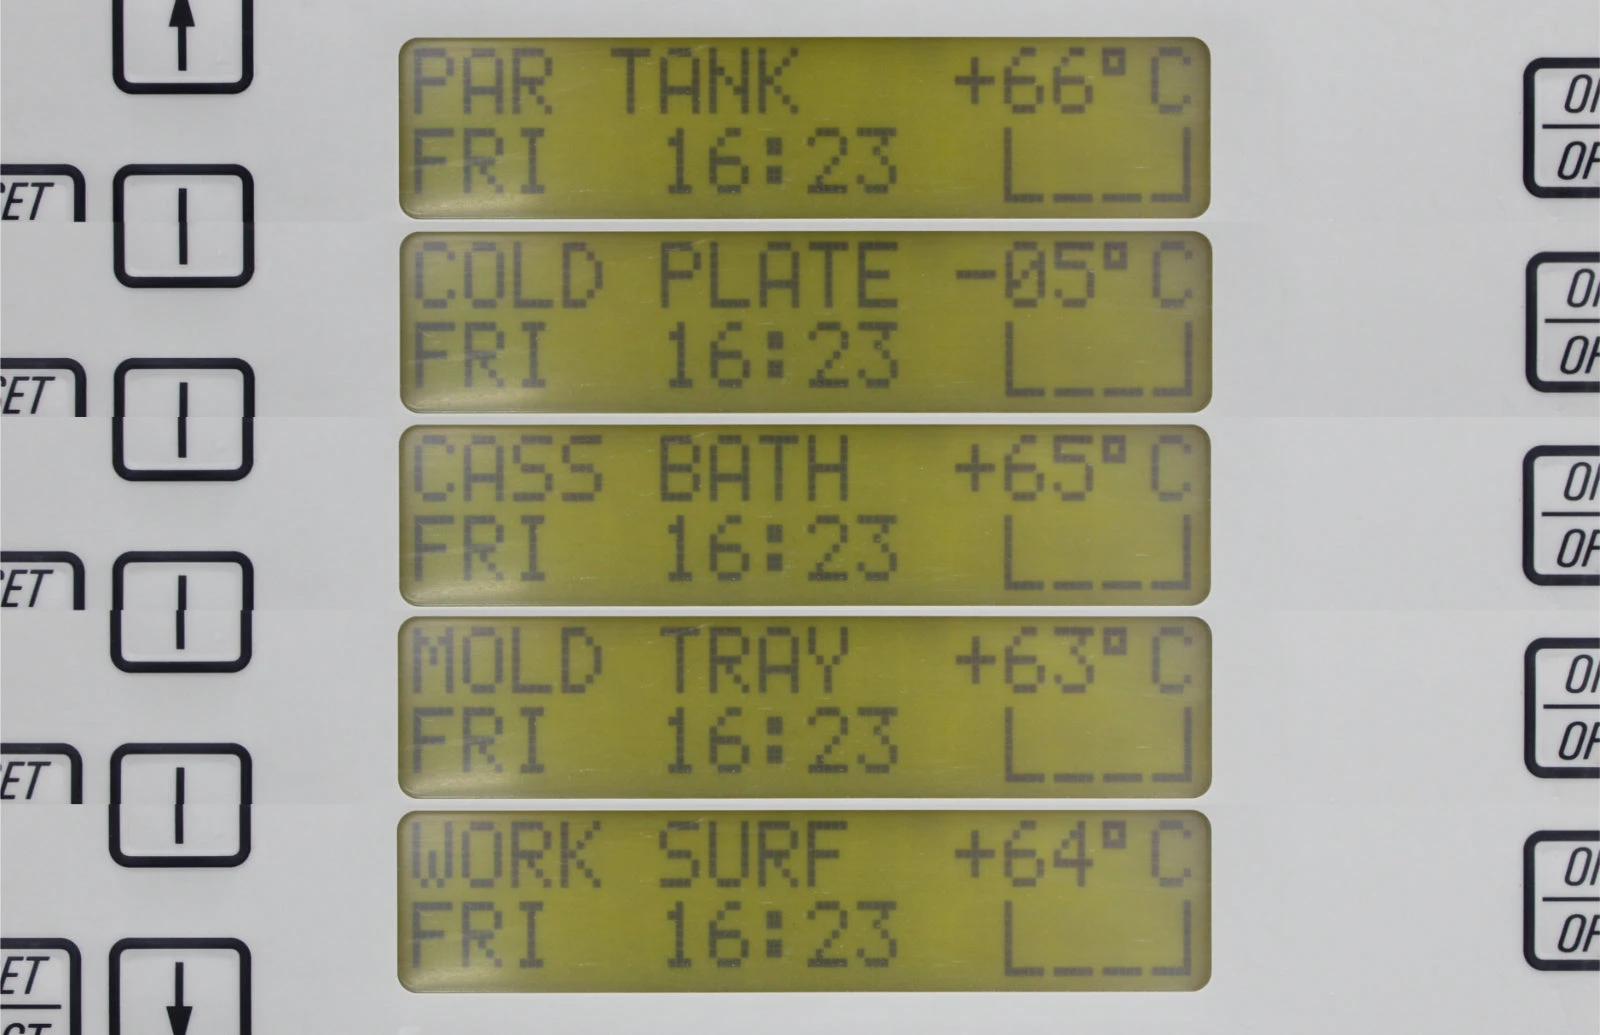 PAR TANK +66°C
FRI 16:23
COLD PLATE -05°C
FRI 16:23
CASS BATH +65°C
FRI 16:23
MOLD TRAY +63°C
FRI 16:23
WORK SURF +64°C
FRI 16:23